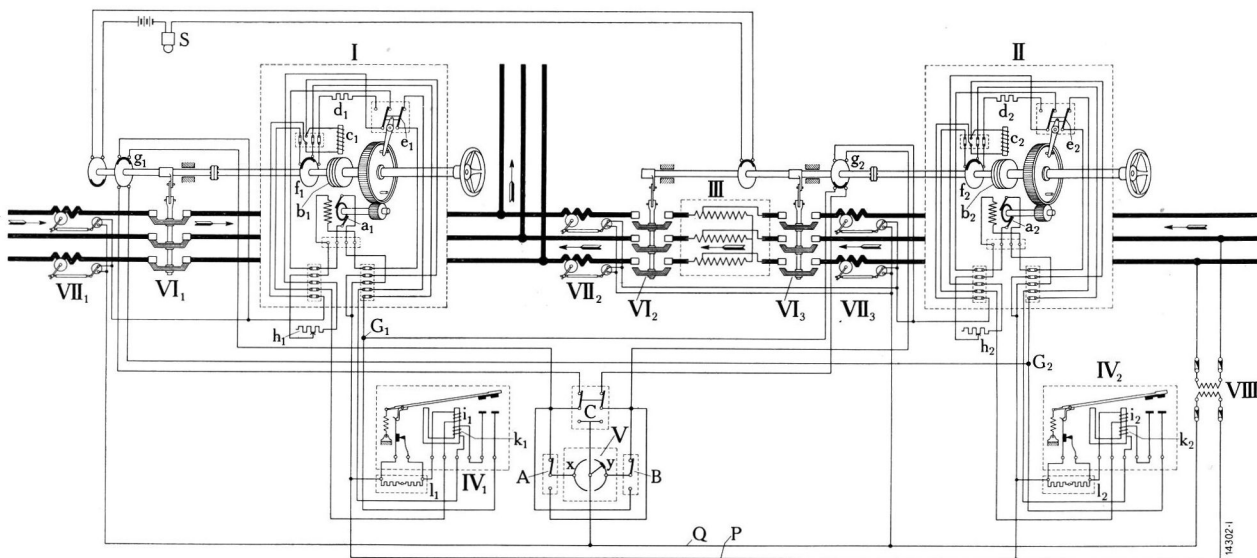 S
I
II
III
d₁
c₁
e₁
g₁
f₁
b₁
a₁
d₂
c₂
e₂
g₂
f₂
b₂
a₂
VII₁
VI₁
VII₂
VI₂
VI₃
VII₃
h₁
G₁
h₂
G₂
IV₂
VIII
i₁
k₁
l₁
IV₁
C
V
A
x
y
B
i₂
k₂
l₂
Q
P
14302-I